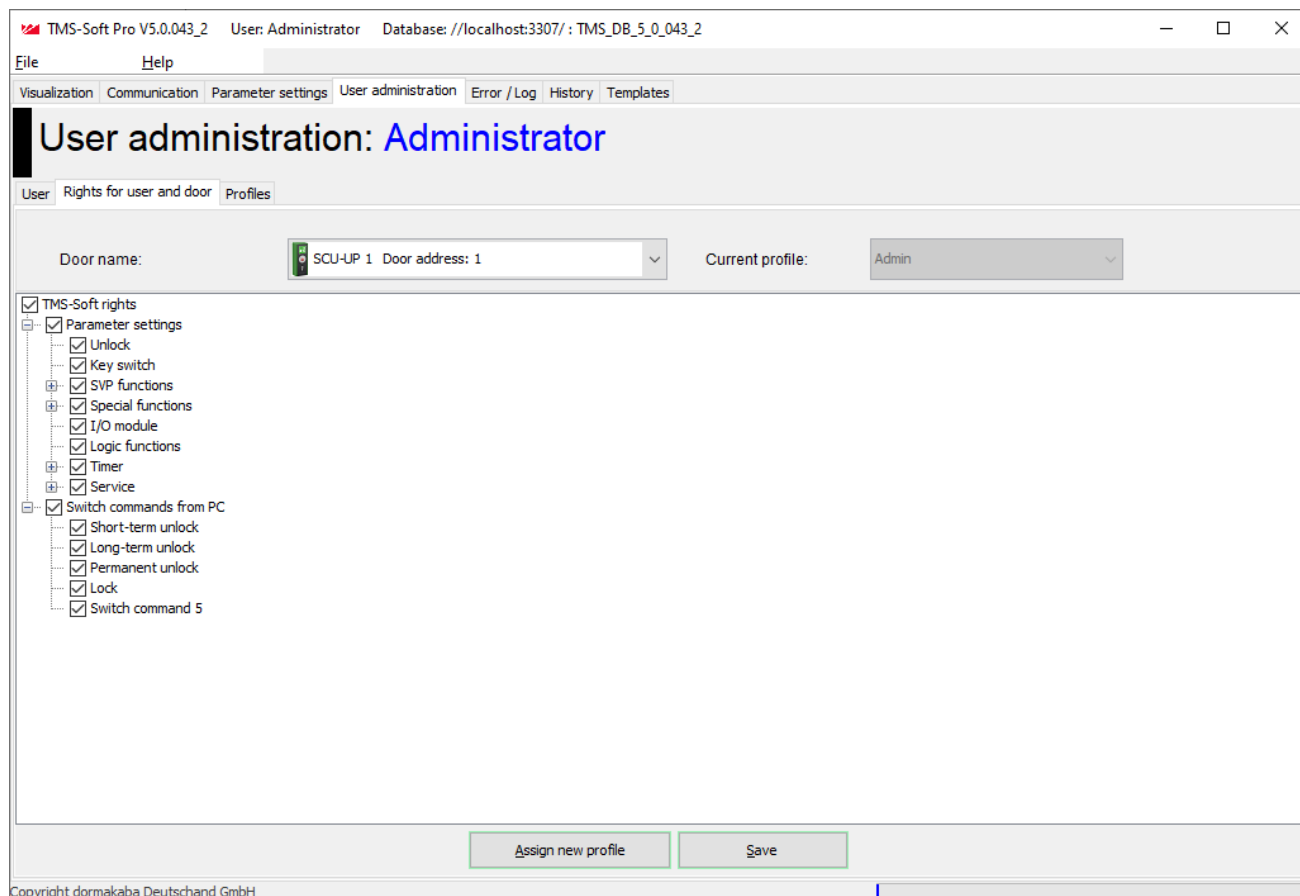 TMS-Soft Pro V5.0.043_2 User: Administrator Database: //localhost:3307/ : TMS_DB_5_0_043_2
File Help
Visualization Communication Parameter settings User administration Error / Log History Templates
User administration: Administrator
User Rights for user and door Profiles
Door name: SCU-UP 1 Door address: 1 Current profile: Admin
TMS-Soft rights
Parameter settings
Unlock
Key switch
SVP functions
Special functions
I/O module
Logic functions
Timer
Service
Switch commands from PC
Short-term unlock
Long-term unlock
Permanent unlock
Lock
Switch command 5
Assign new profile Save
Copyright dormakaba Deutschand GmbH